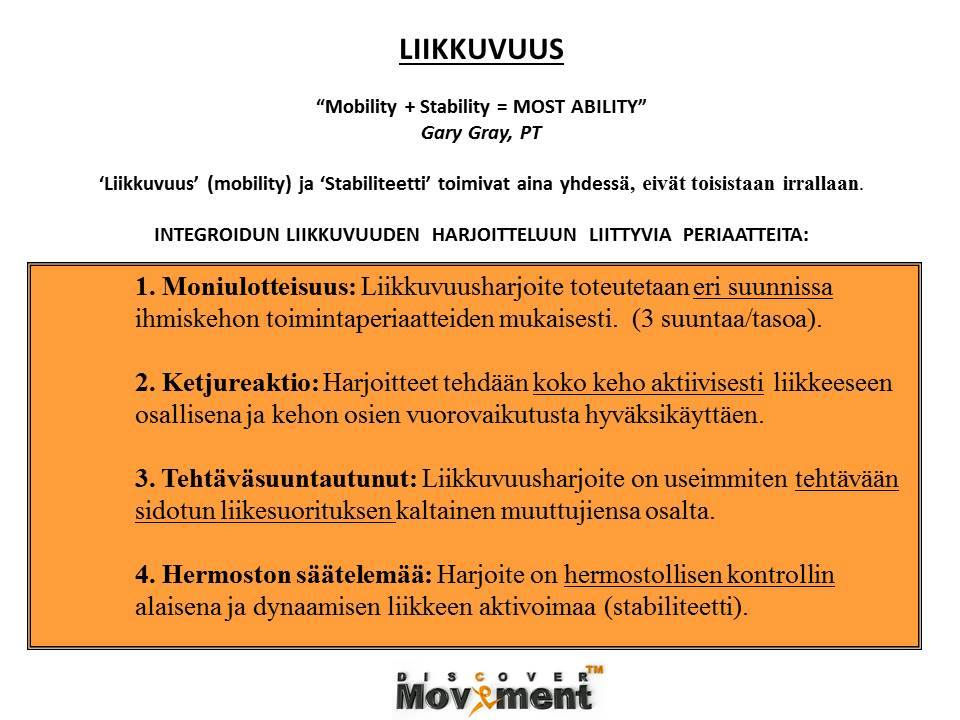 LIIKKUVUUS
“Mobility + Stability = MOST ABILITY”
Gary Gray, PT
‘Liikkuvuus’ (mobility) ja ‘Stabiliteetti’ toimivat aina yhdessä, eivät toisistaan irrallaan.
INTEGROIDUN LIIKKUVUUDEN HARJOITTELUUN LIITTYVIA PERIAATTEITA:
1. Moniulotteisuus: Liikkuvuusharjoite toteutetaan eri suunnissa
ihmiskehon toimintaperiaatteiden mukaisesti. (3 suuntaa/tasoa).
2. Ketjureaktio: Harjoitteet tehdään koko keho aktiivisesti liikkeeseen
osallisena ja kehon osien vuorovaikutusta hyväksikäyttäen.
3. Tehtäväsuuntautunut: Liikkuvuusharjoite on useimmiten tehtävään
sidotun liikesuorituksen kaltainen muuttujiensa osalta.
4. Hermoston säätelemää: Harjoite on hermostollisen kontrollin
alaisena ja dynaamisen liikkeen aktivoimaa (stabiliteetti).
DISCOVER TM
Movement